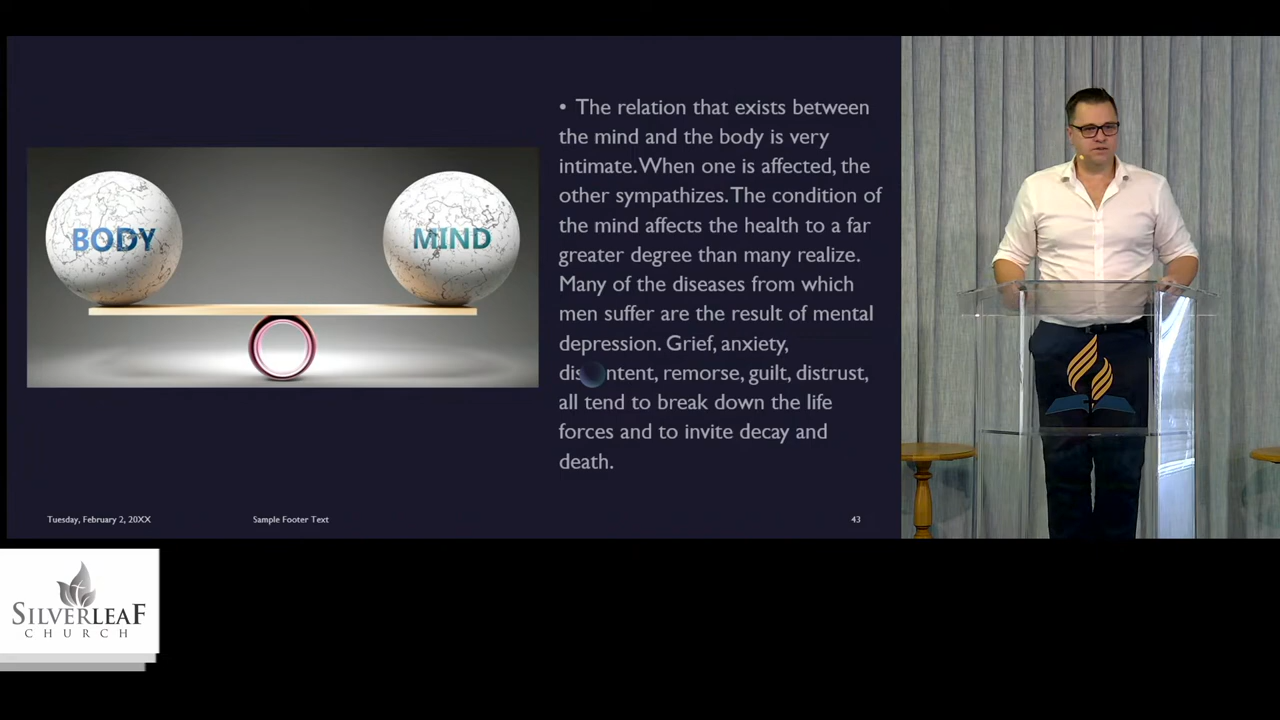 BODY
MIND
• The relation that exists between
the mind and the body is very
intimate. When one is affected, the
other sympathizes. The condition of
the mind affects the health to a far
greater degree than many realize.
Many of the diseases from which
men suffer are the result of mental
depression. Grief, anxiety,
discontent, remorse, guilt, distrust,
all tend to break down the life
forces and to invite decay and
death.
Tuesday, February 2, 20XX
Sample Footer Text
43
SILVERLEAF
CHURCH